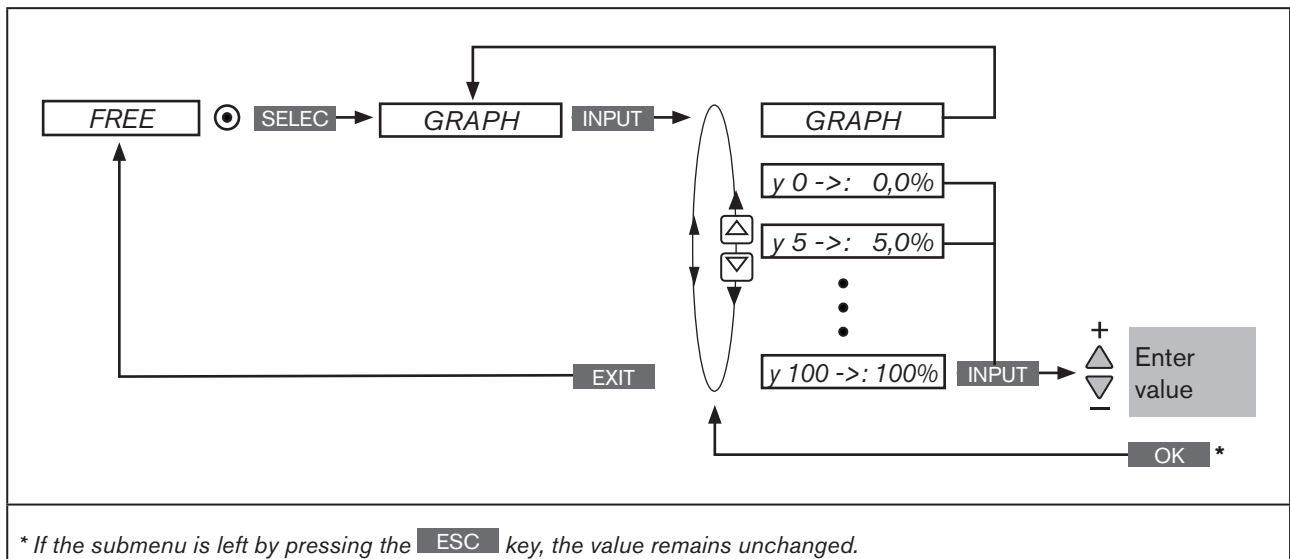 FREE SELEC GRAPH INPUT GRAPH
y 0 ->: 0,0%
y 5 ->: 5,0%
y 100 ->: 100% INPUT
+
Enter
value
–
EXIT
OK *
* If the submenu is left by pressing the ESC key, the value remains unchanged.